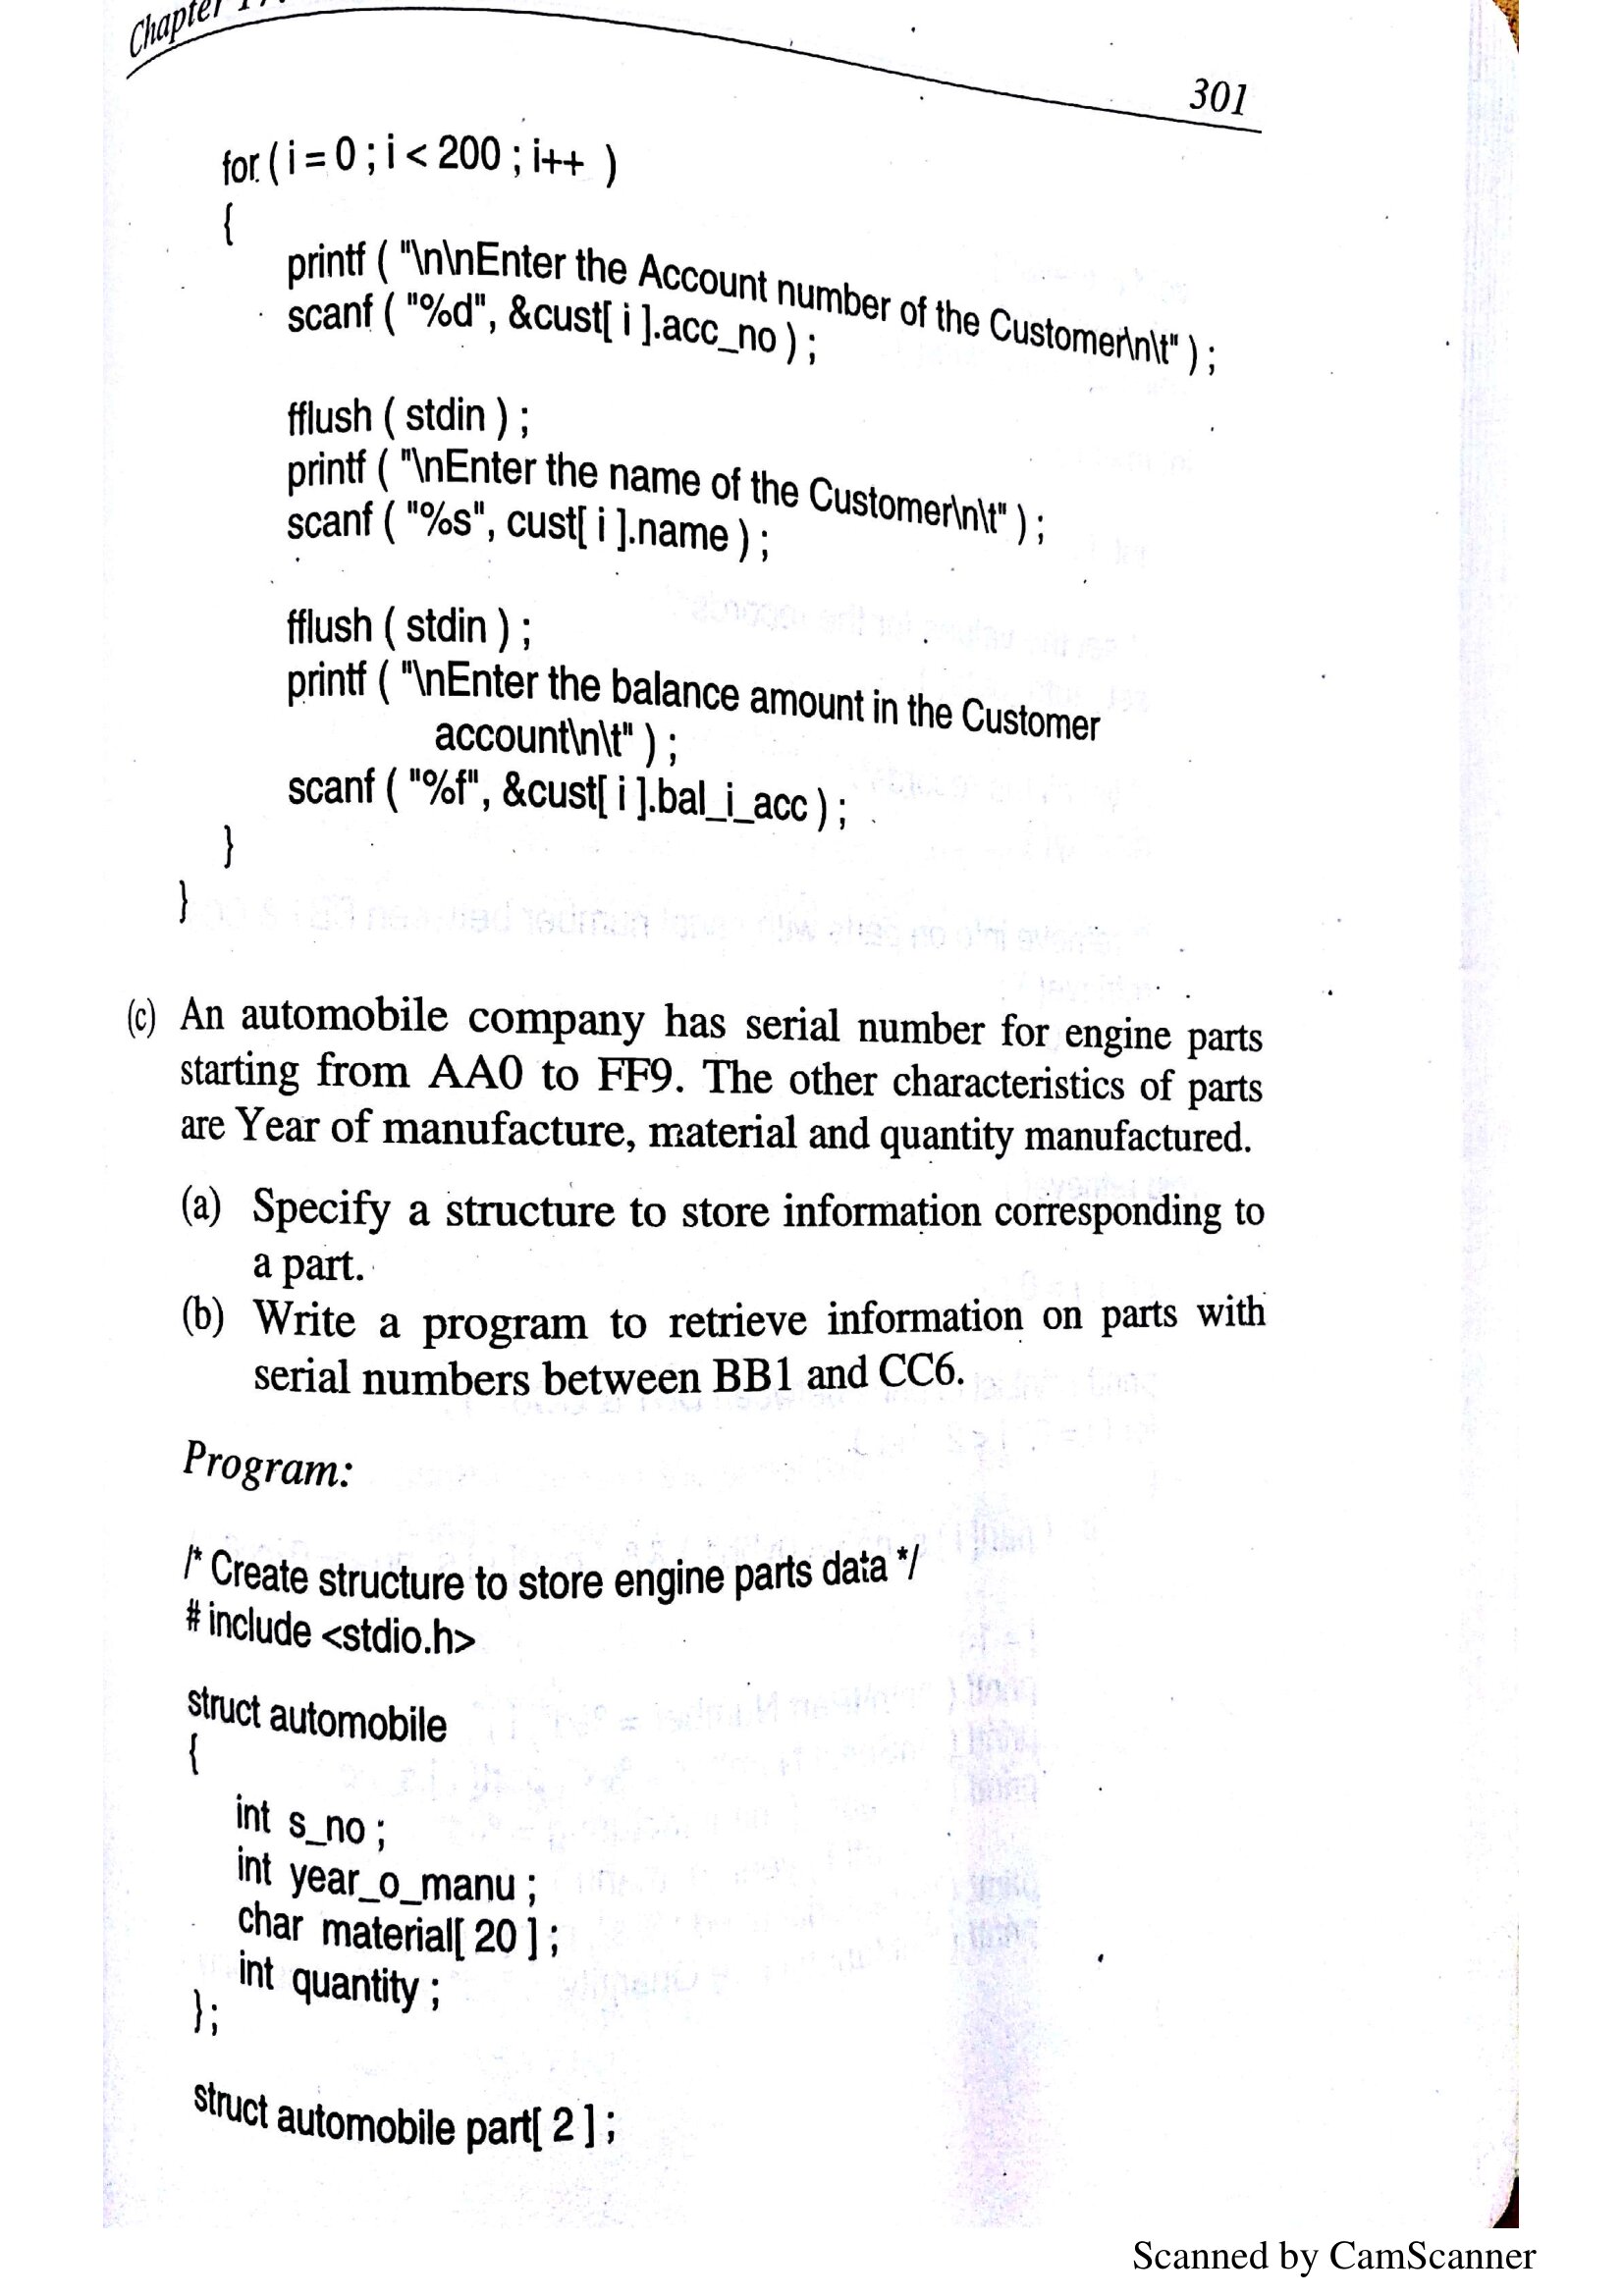 Chapter
301
for ( i = 0 ; i < 200 ; i++ )
{
printf ( "\n\nEnter the Account number of the Customer\n\t" ) ;
scanf ( "%d", &cust[ i ].acc_no ) ;
fflush ( stdin ) ;
printf ( "\nEnter the name of the Customer\n\t" ) ;
scanf ( "%s", cust[ i ].name ) ;
fflush ( stdin ) ;
printf ( "\nEnter the balance amount in the Customer
account\n\t" ) ;
scanf ( "%f", &cust[ i ].bal_i_acc ) ;
}
}
(c) An automobile company has serial number for engine parts
starting from AA0 to FF9. The other characteristics of parts
are Year of manufacture, material and quantity manufactured.
(a) Specify a structure to store information corresponding to
a part.
(b) Write a program to retrieve information on parts with
serial numbers between BB1 and CC6.
Program:
/* Create structure to store engine parts data */
# include <stdio.h>
struct automobile
{
int s_no ;
int year_o_manu ;
char material[ 20 ] ;
int quantity ;
};
struct automobile part[ 2 ] ;
Scanned by CamScanner